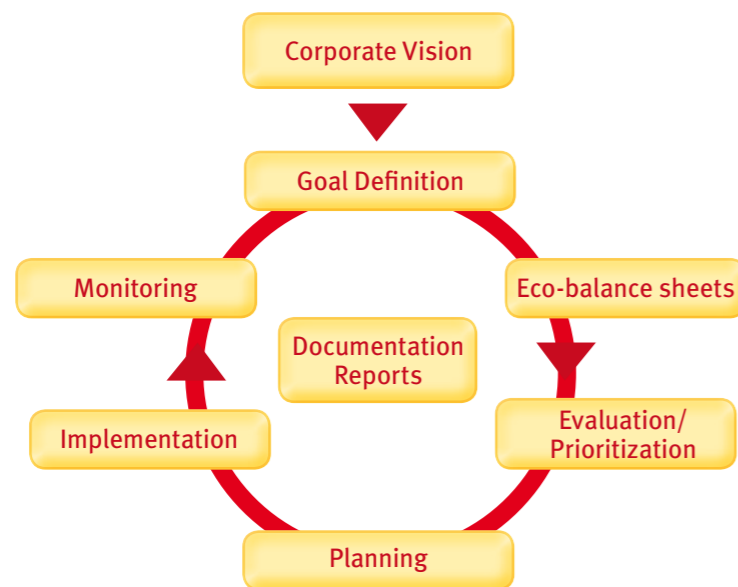 Corporate Vision
Goal Definition
Monitoring
Eco-balance sheets
Documentation
Reports
Implementation
Evaluation/
Prioritization
Planning